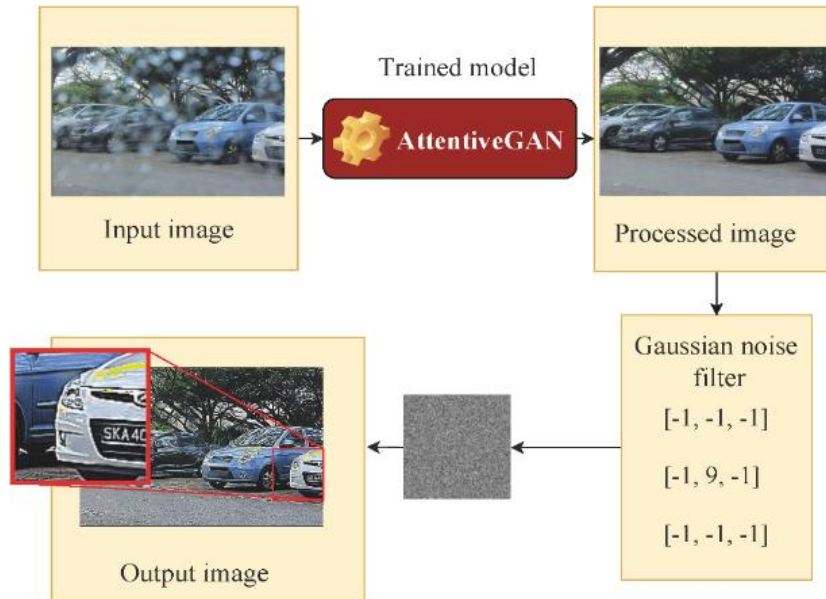 Input image
Trained model
AttentiveGAN
Processed image
Gaussian noise
filter
[-1, -1, -1]
[-1, 9, -1]
[-1, -1, -1]
SKA40
Output image